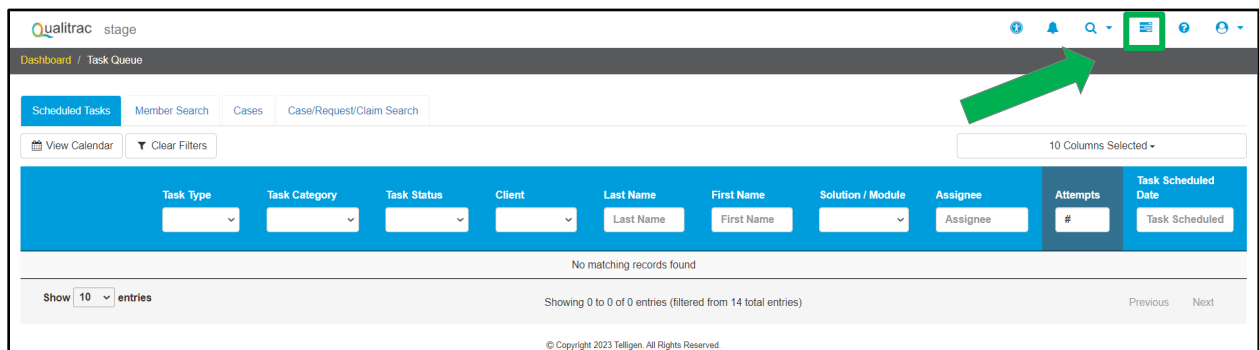 Qualitrac stage
Dashboard / Task Queue
Scheduled Tasks Member Search Cases Case/Request/Claim Search
View Calendar Clear Filters 10 Columns Selected
Task Type Task Category Task Status Client Last Name First Name Solution / Module Assignee Attempts Task Scheduled Date
Last Name First Name Assignee # Task Scheduled
No matching records found
Show 10 entries Showing 0 to 0 of 0 entries (filtered from 14 total entries) Previous Next
© Copyright 2023 Telligen. All Rights Reserved.